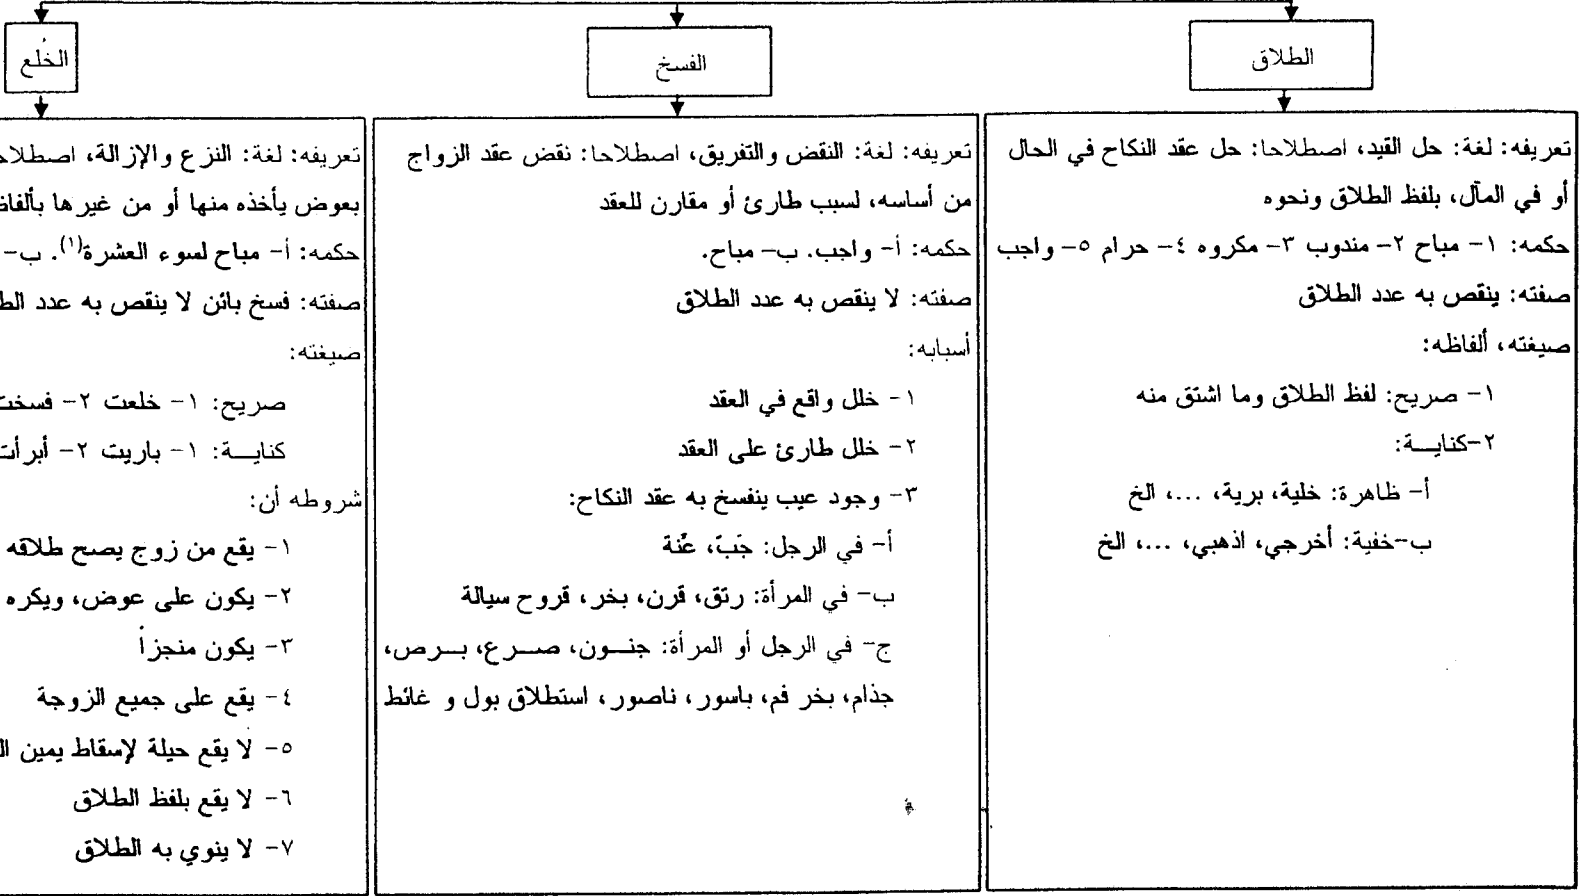 الطلاق
الفسخ
الخُلع
تعريفه: لغة: حل القيد، اصطلاحا: حل عقد النكاح في الحال
أو في المآل، بلفظ الطلاق ونحوه
حكمه: ١- مباح ٢- مندوب ٣- مكروه ٤- حرام ٥- واجب
صفته: ينقص به عدد الطلاق
صيغته، ألفاظه:
١- صريح: لفظ الطلاق وما اشتق منه
٢-كنايـــة:
أ- ظاهرة: خلية، برية، ...، الخ
ب-خفية: أخرجي، اذهبي، ...، الخ
تعريفه: لغة: النقض والتفريق، اصطلاحا: نقض عقد الزواج
من أساسه، لسبب طارئ أو مقارن للعقد
حكمه: أ- واجب. ب- مباح.
صفته: لا ينقص به عدد الطلاق
أسبابه:
١- خلل واقع في العقد
٢- خلل طارئ على العقد
٣- وجود عيب ينفسخ به عقد النكاح:
أ- في الرجل: جَبّ، عُنة
ب- في المرأة: رتق، قرن، بخر، قروح سيالة
ج- في الرجل أو المرأة: جنـــون، صـــرع، بـــرص،
جذام، بخر فم، باسور، ناصور، استطلاق بول و غائط
تعريفه: لغة: النزع والإزالة، اصطلاحا
بعوض يأخذه منها أو من غيرها
حكمه: أ- مباح لسوء العشرة(١). ب-
صفته: فسخ بائن لا ينقص به عدد
صيغته:
صريح: ١- خلعت ٢- فسخت
كنايـــة: ١- باريت ٢- أبرأت
شروطه أن:
١- يقع من زوج يصح طلاقه
٢- يكون على عوض، ويكره
٣- يكون منجزاً
٤- يقع على جميع الزوجة
٥- لا يقع حيلة لإسقاط يمين
٦- لا يقع بلفظ الطلاق
٧- لا ينوي به الطلاق